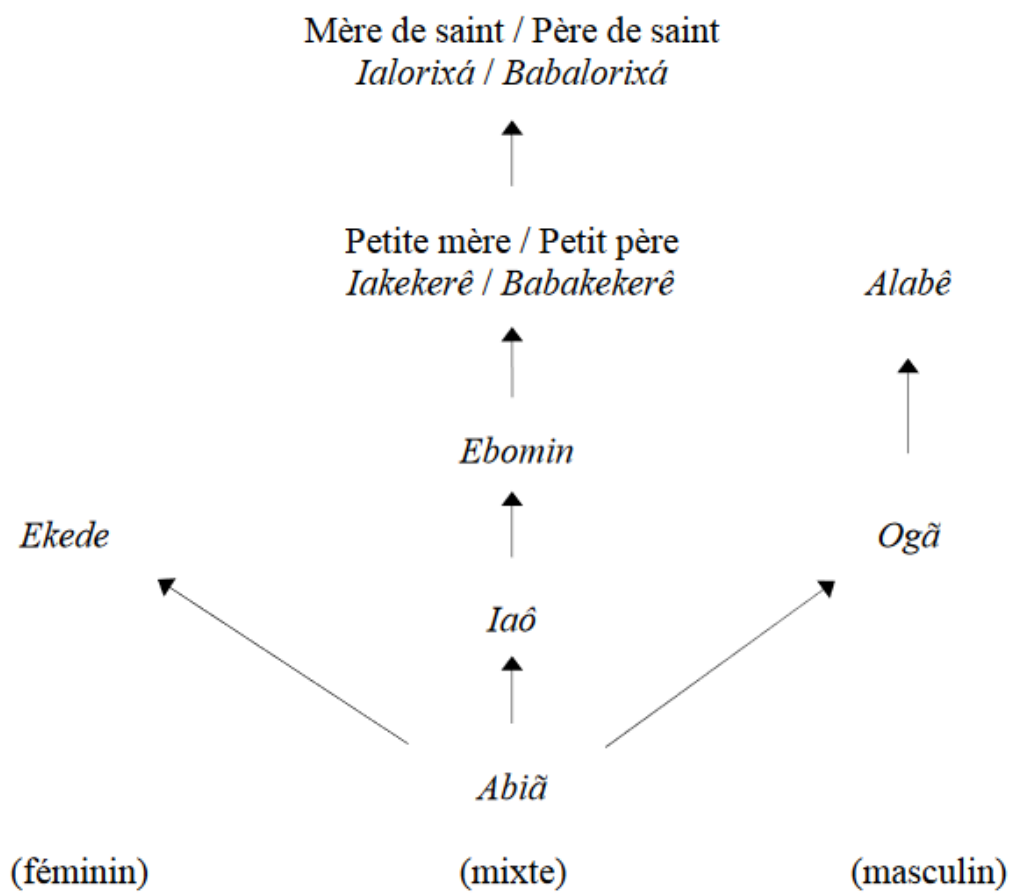 Mère de saint / Père de saint
Ialorixá / Babalorixá
Petite mère / Petit père
Iakekerê / Babakekerê
Alabê
Ebomin
Ekede
Ogã
Iaô
Abiã
(féminin)
(mixte)
(masculin)